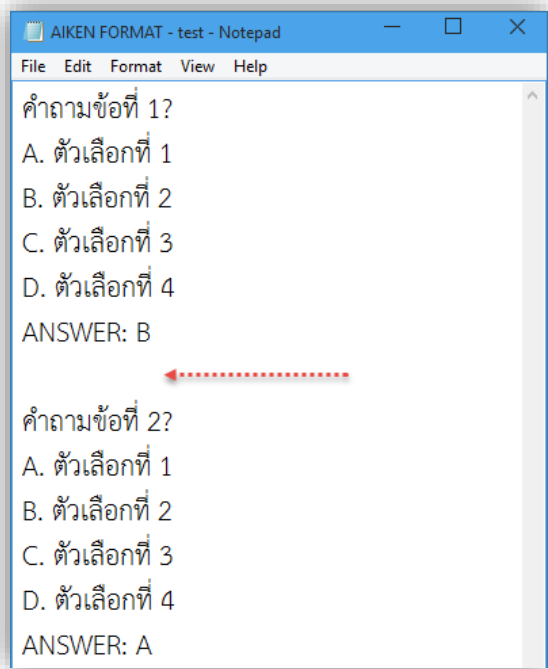 AIKEN FORMAT - test - Notepad
File Edit Format View Help
คำถามข้อที่ 1?
A. ตัวเลือกที่ 1
B. ตัวเลือกที่ 2
C. ตัวเลือกที่ 3
D. ตัวเลือกที่ 4
ANSWER: B
คำถามข้อที่ 2?
A. ตัวเลือกที่ 1
B. ตัวเลือกที่ 2
C. ตัวเลือกที่ 3
D. ตัวเลือกที่ 4
ANSWER: A